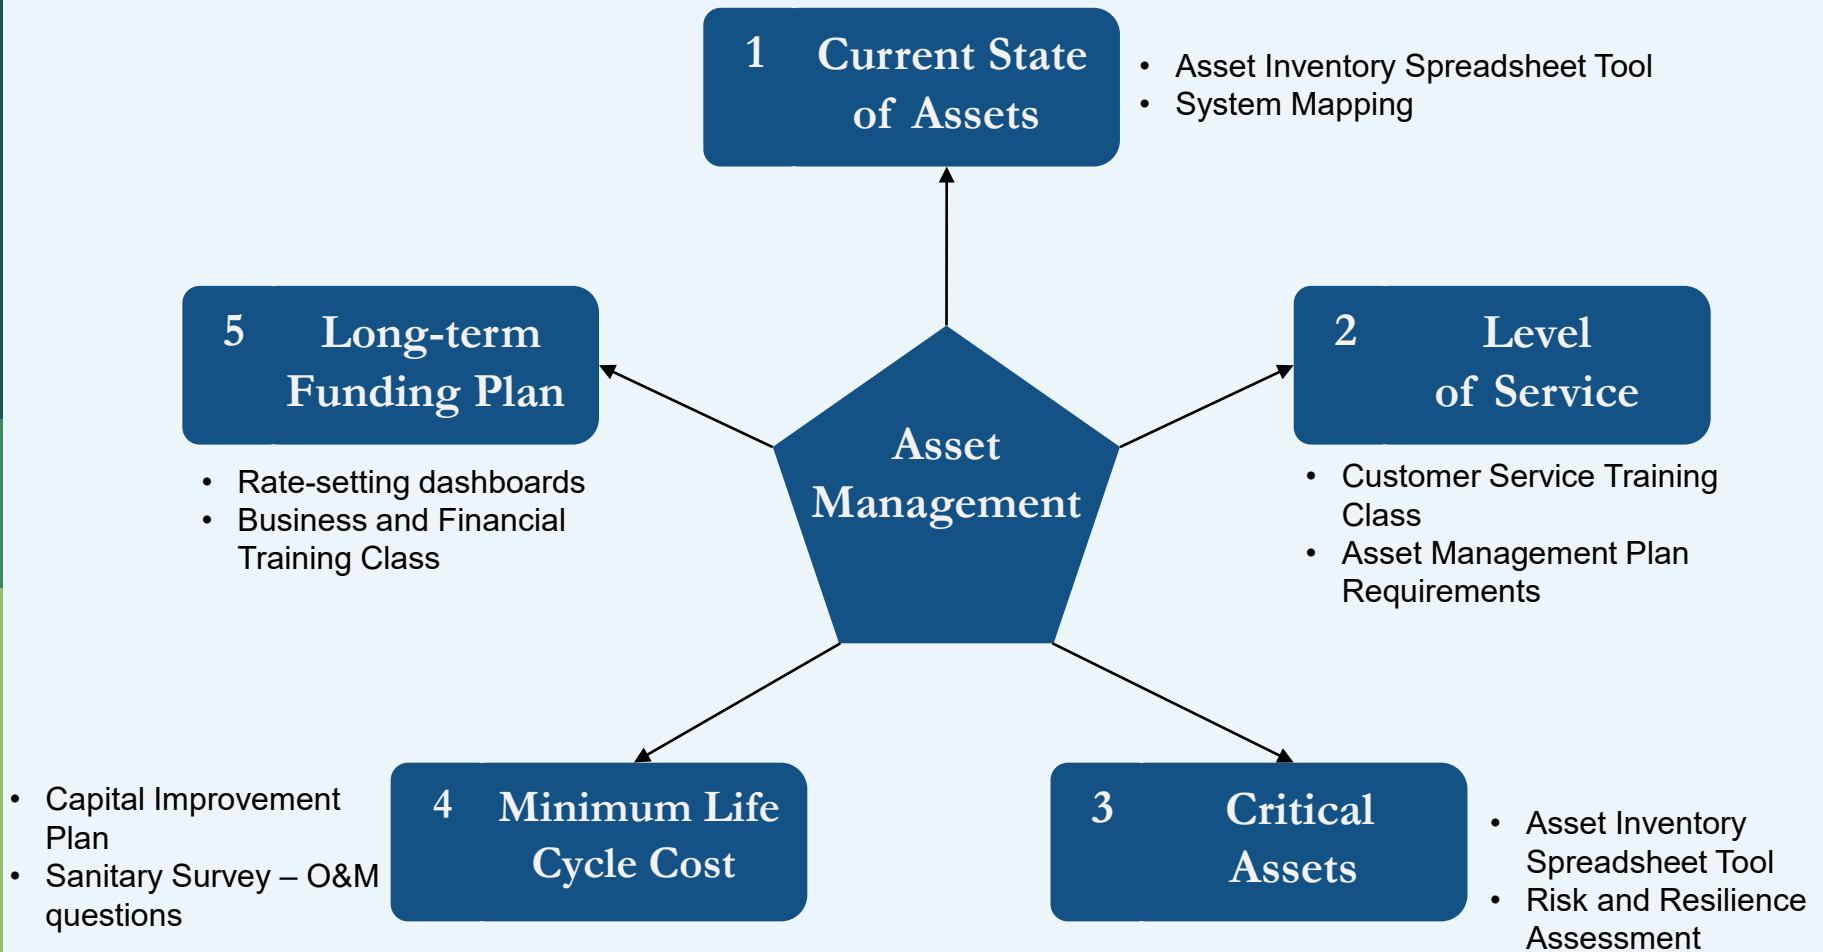 1 Current State
of Assets
• Asset Inventory Spreadsheet Tool
• System Mapping
5 Long-term
Funding Plan
• Rate-setting dashboards
• Business and Financial
Training Class
Asset
Management
2 Level
of Service
• Customer Service Training
Class
• Asset Management Plan
Requirements
• Capital Improvement
Plan
• Sanitary Survey – O&M
questions
4 Minimum Life
Cycle Cost
3 Critical
Assets
• Asset Inventory
Spreadsheet Tool
• Risk and Resilience
Assessment